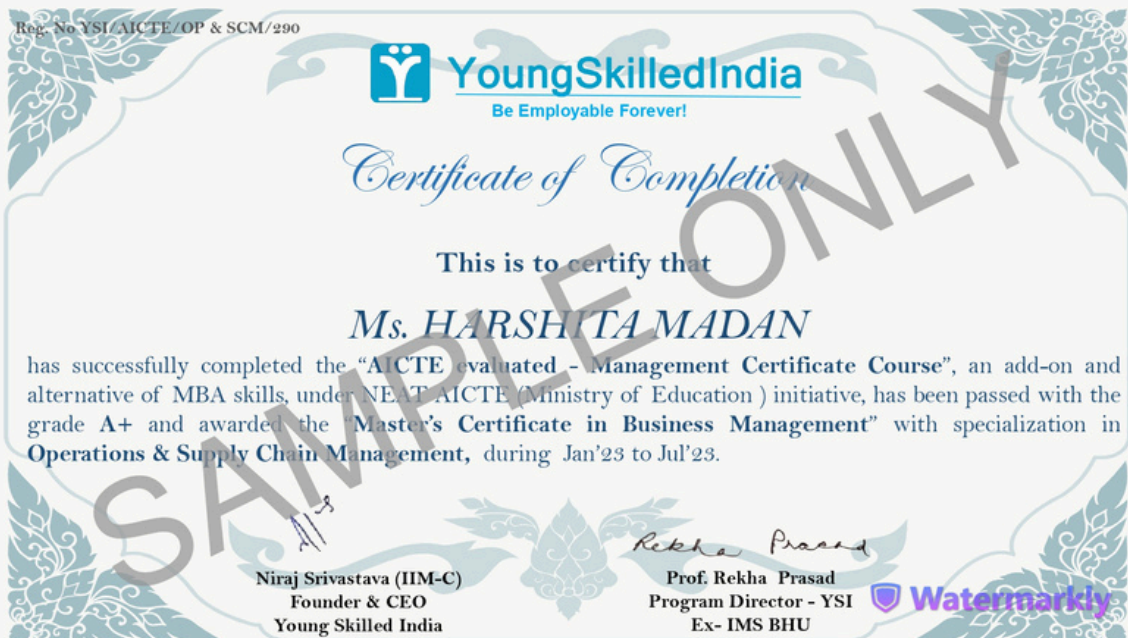 Reg. No YSI/AICTE/OP & SCM/290
YoungSkilledIndia
Be Employable Forever!
Certificate of Completion
This is to certify that
Ms. HARSHITA MADAN
has successfully completed the “AICTE evaluated - Management Certificate Course”, an add-on and
alternative of MBA skills, under NEAT AICTE (Ministry of Education ) initiative, has been passed with the
grade A+ and awarded the “Master's Certificate in Business Management” with specialization in
Operations & Supply Chain Management, during Jan'23 to Jul'23.
SAMPLE ONLY
Rekha Prasad
Niraj Srivastava (IIM-C)
Founder & CEO
Young Skilled India
Prof. Rekha Prasad
Program Director - YSI
Ex- IMS BHU
Watermarkly